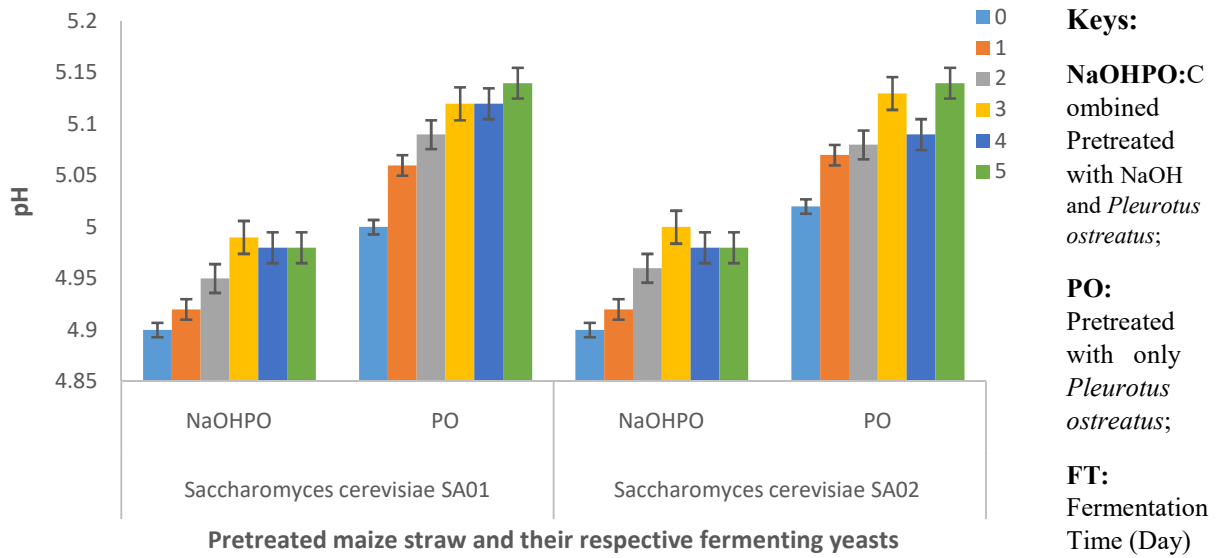 5.2
5.15
5.1
5.05
5
4.95
4.9
4.85
pH
0
1
2
3
4
5
NaOHPO
PO
NaOHPO
PO
Saccharomyces cerevisiae SA01
Saccharomyces cerevisiae SA02
Pretreated maize straw and their respective fermenting yeasts
Keys:
NaOHPO:C
ombined
Pretreated
with NaOH
and Pleurotus
ostreatus;
PO:
Pretreated
with only
Pleurotus
ostreatus;
FT:
Fermentation
Time (Day)